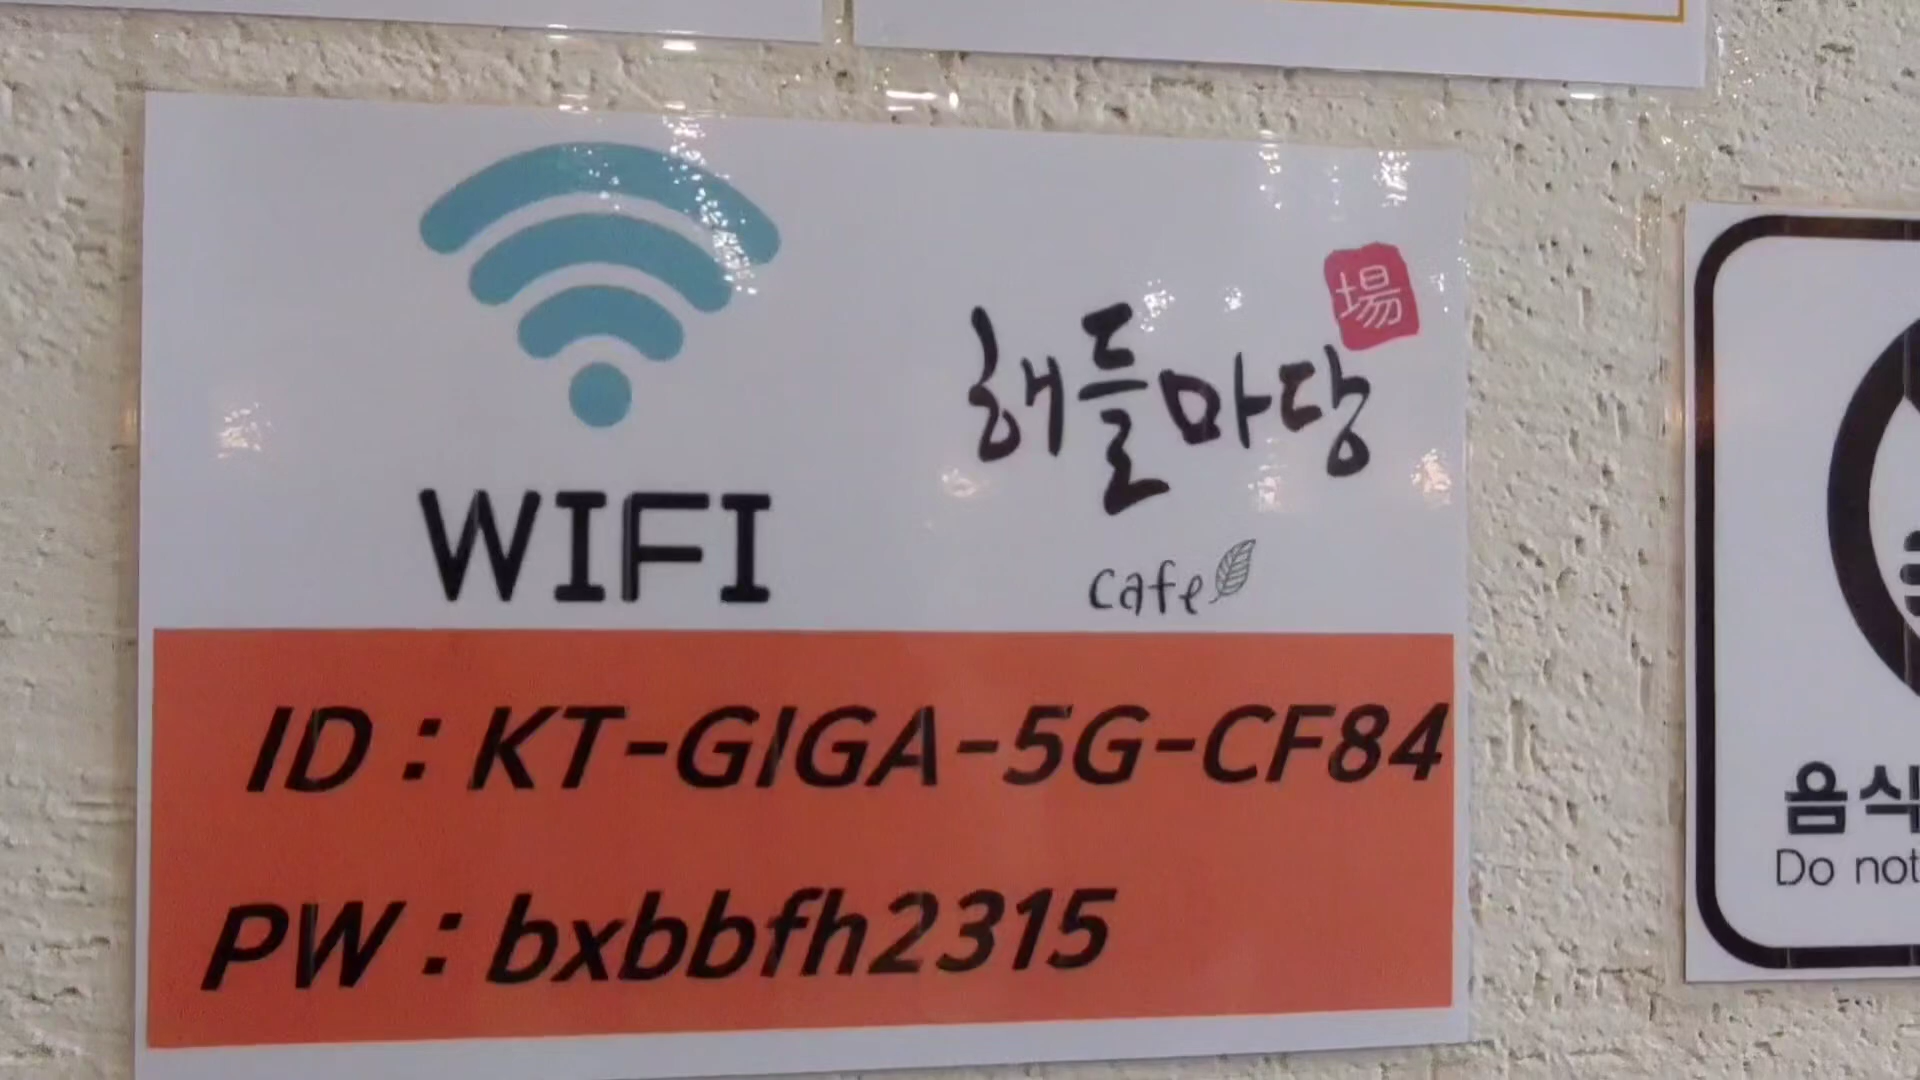 場
해들마당
cafe
WIFI
ID : KT-GIGA-5G-CF84
PW : bxbbfh2315
음식
Do not